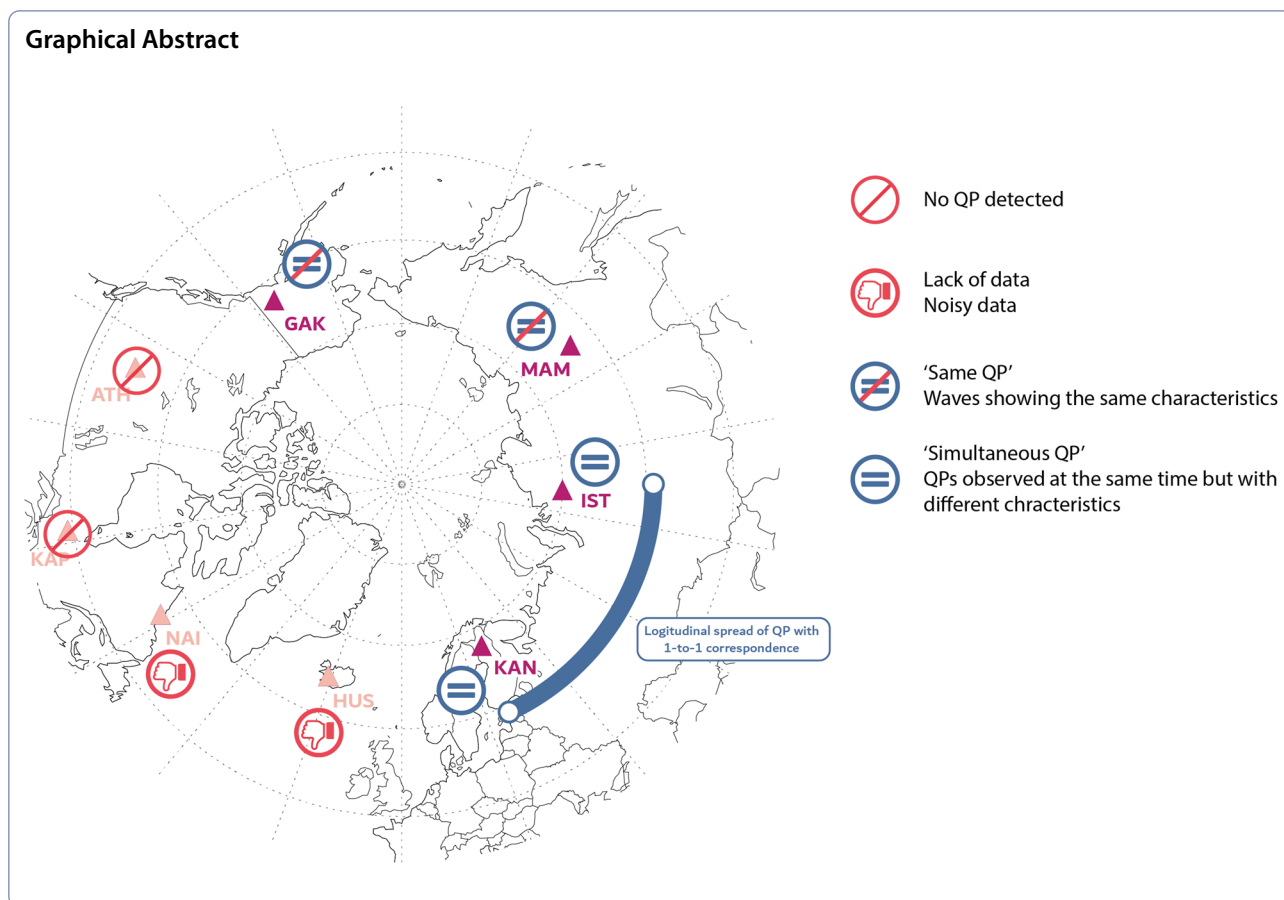 Graphical Abstract
GAK
MAM
ATH
IST
KAP
NAI
KAN
HUS
Logitudinal spread of QP with
1-to-1 correspondence
No QP detected
Lack of data
Noisy data
‘Same QP’
Waves showing the same characteristics
‘Simultaneous QP’
QPs observed at the same time but with
different chrcteristics